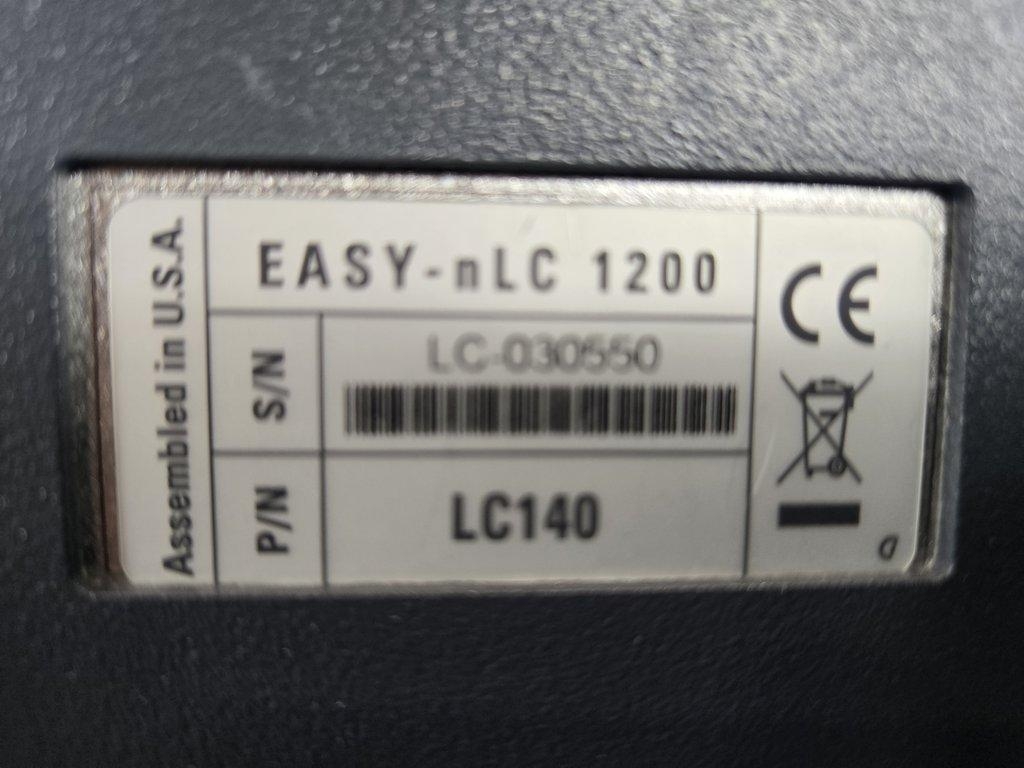 Assembled in U.S.A.
EASY-nLC 1200
S/N
LC-030550
P/N
LC140
CE
D